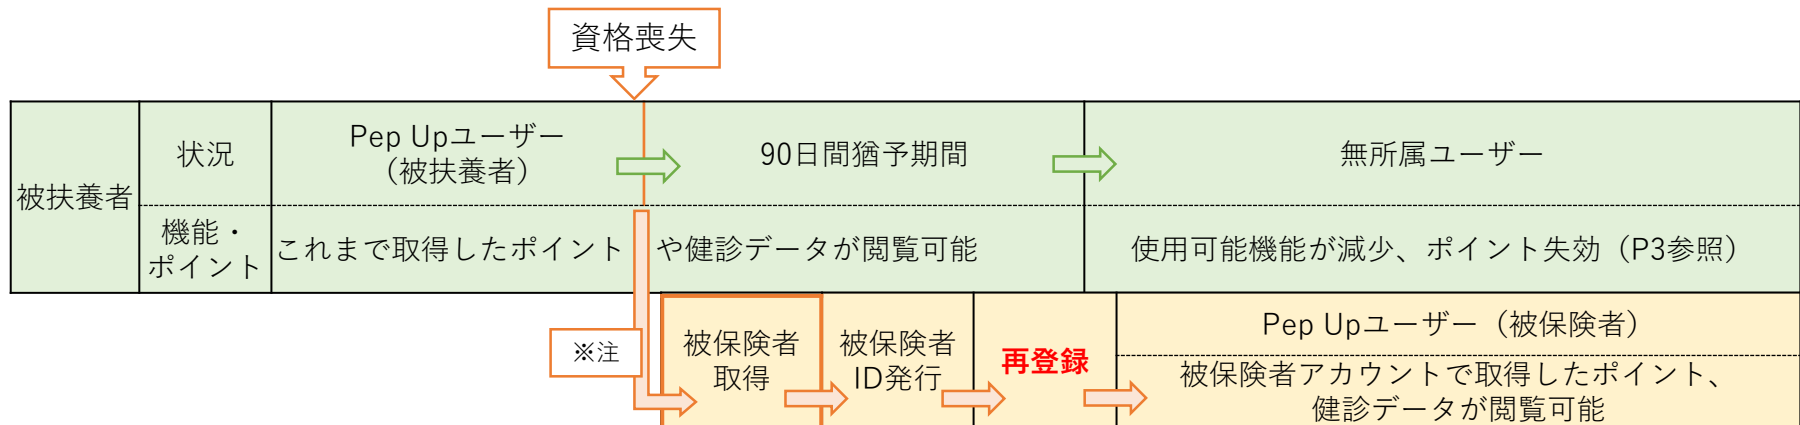 資格喪失
被扶養者
状況
Pep Upユーザー
（被扶養者）
90日間猶予期間
無所属ユーザー
機能・
ポイント
これまで取得したポイント や健診データが閲覧可能
使用可能機能が減少、ポイント失効（P3参照）
※注
被保険者
取得
被保険者
ID発行
再登録
Pep Upユーザー（被保険者）
被保険者アカウントで取得したポイント、
健診データが閲覧可能